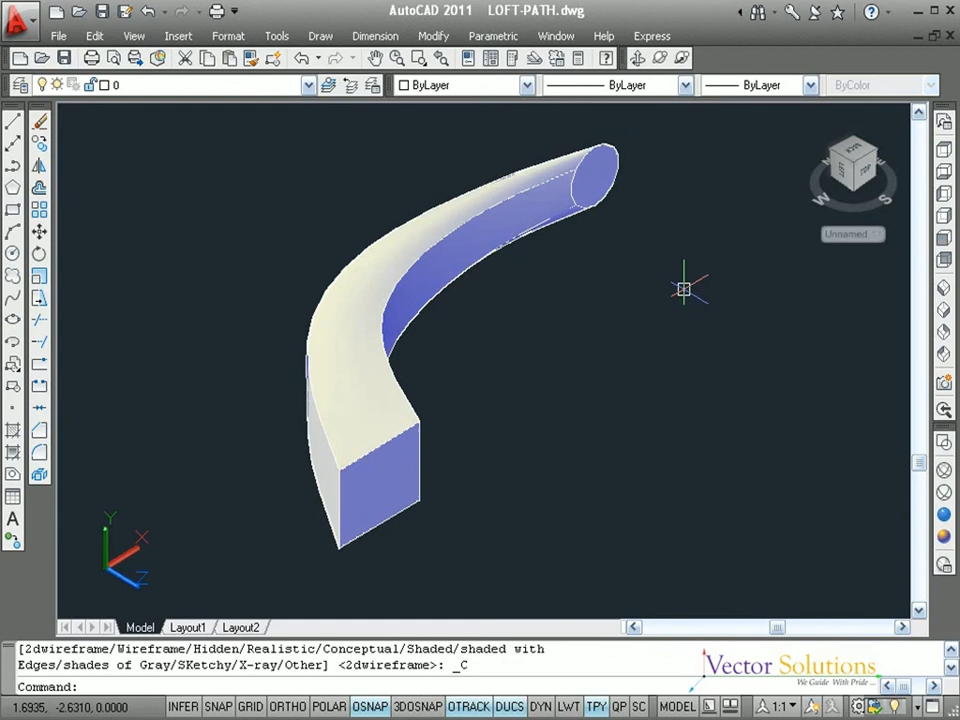 AutoCAD 2011 LOFT-PATH.dwg
File Edit View Insert Format Tools Draw Dimension Modify Parametric Window Help Express
0 ByLayer ByLayer ByLayer ByColor
BACK
LEFT TOP
W S
Unnamed
A
Y
X
Z
Model Layout1 Layout2
[2dwireframe/Wireframe/Hidden/Realistic/Conceptual/Shaded/shaded with
Edges/shades of Gray/SKetchy/X-ray/Other] <2dwireframe>: _C
Command:
Vector Solutions
We Guide With Pride ...
1.6935, -2.6310, 0.0000 INFER SNAP GRID ORTHO POLAR OSNAP 3DOSNAP OTRACK DUCS DYN LWT TPY QP SC MODEL 1:1